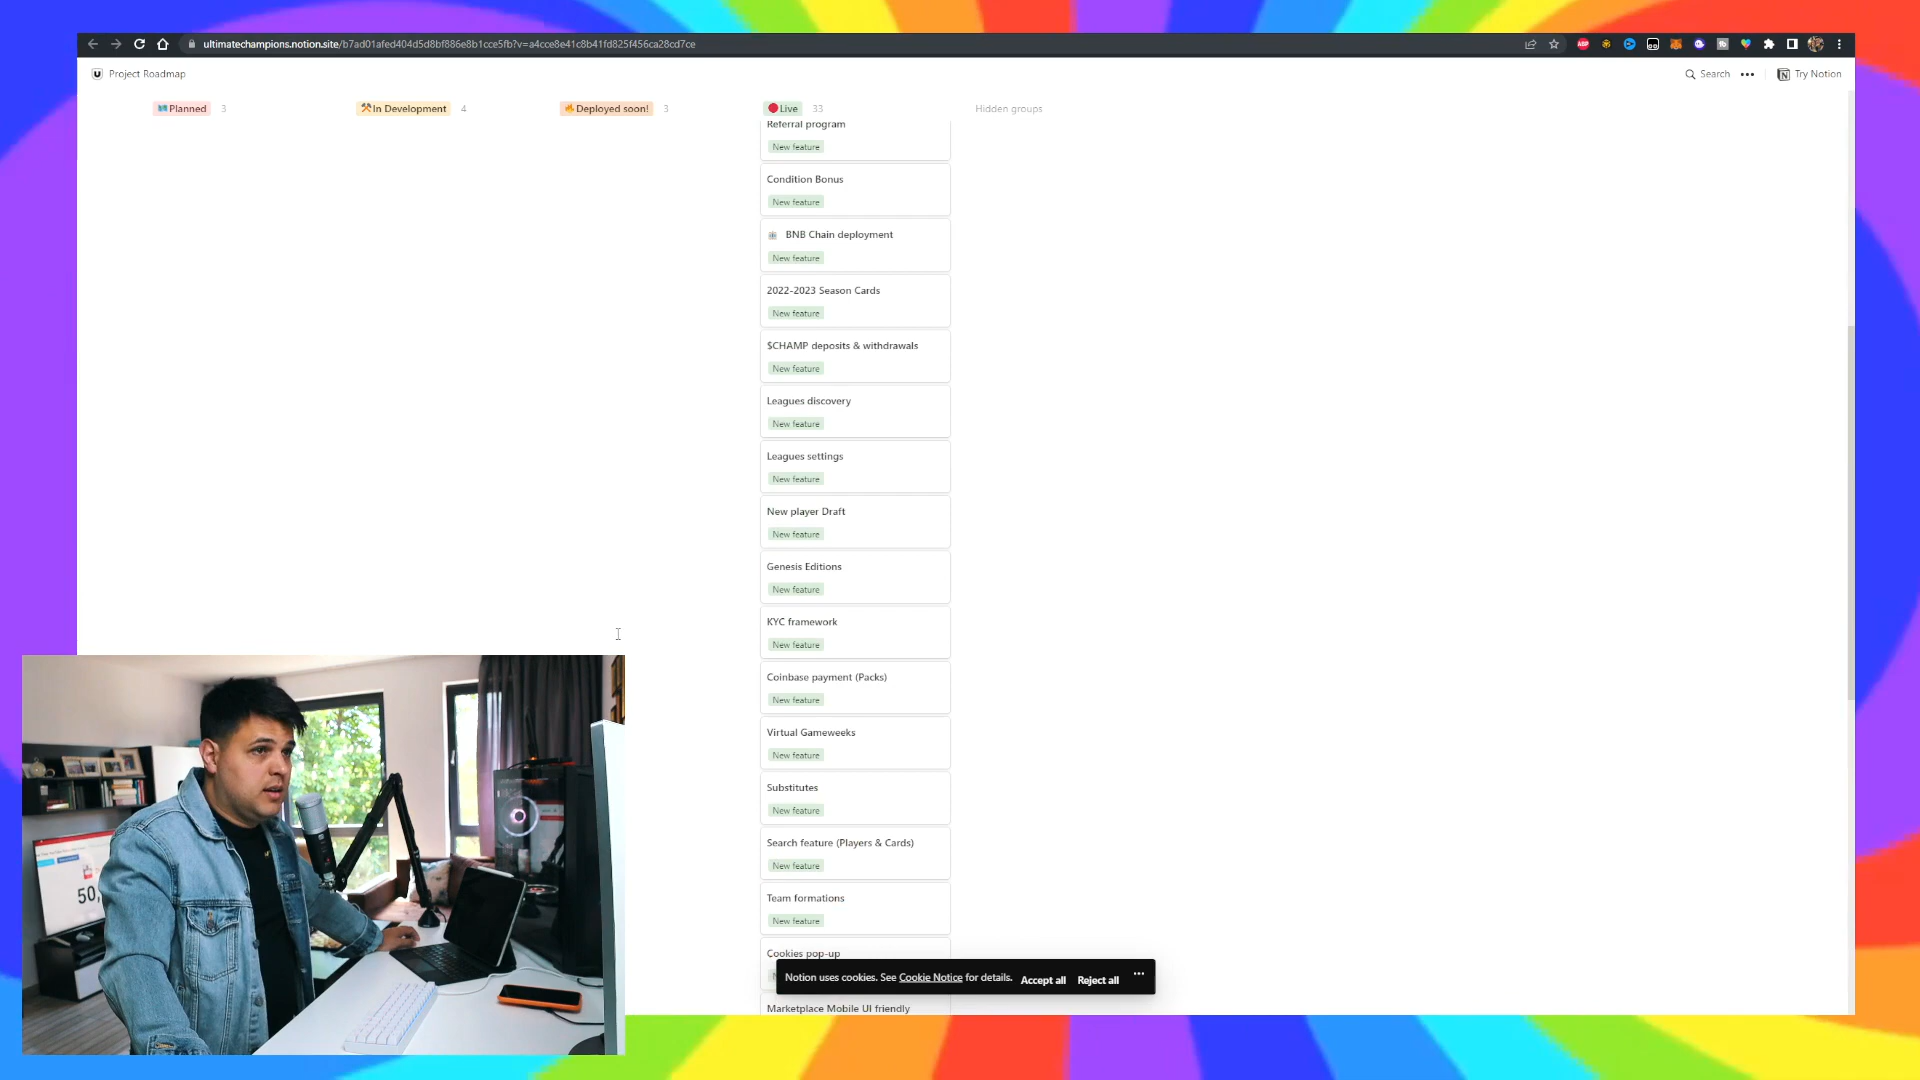 ultimatechampions.notion.site/b7ad01afed404d5d8bf886e8b1cce5fb?v=a4cce8e41c8b41fd825f456ca28cd7ce
Project Roadmap
Search
Try Notion
Planned 3
In Development 4
Deployed soon! 3
Live 33
Hidden groups
Referral program
New feature
Condition Bonus
New feature
BNB Chain deployment
New feature
2022-2023 Season Cards
New feature
$CHAMP deposits & withdrawals
New feature
Leagues discovery
New feature
Leagues settings
New feature
New player Draft
New feature
Genesis Editions
New feature
KYC framework
New feature
Coinbase payment (Packs)
New feature
Virtual Gameweeks
New feature
Substitutes
New feature
Search feature (Players & Cards)
New feature
Team formations
New feature
Cookies pop-up
Notion uses cookies. See Cookie Notice for details. Accept all Reject all
Marketplace Mobile UI friendly
50,